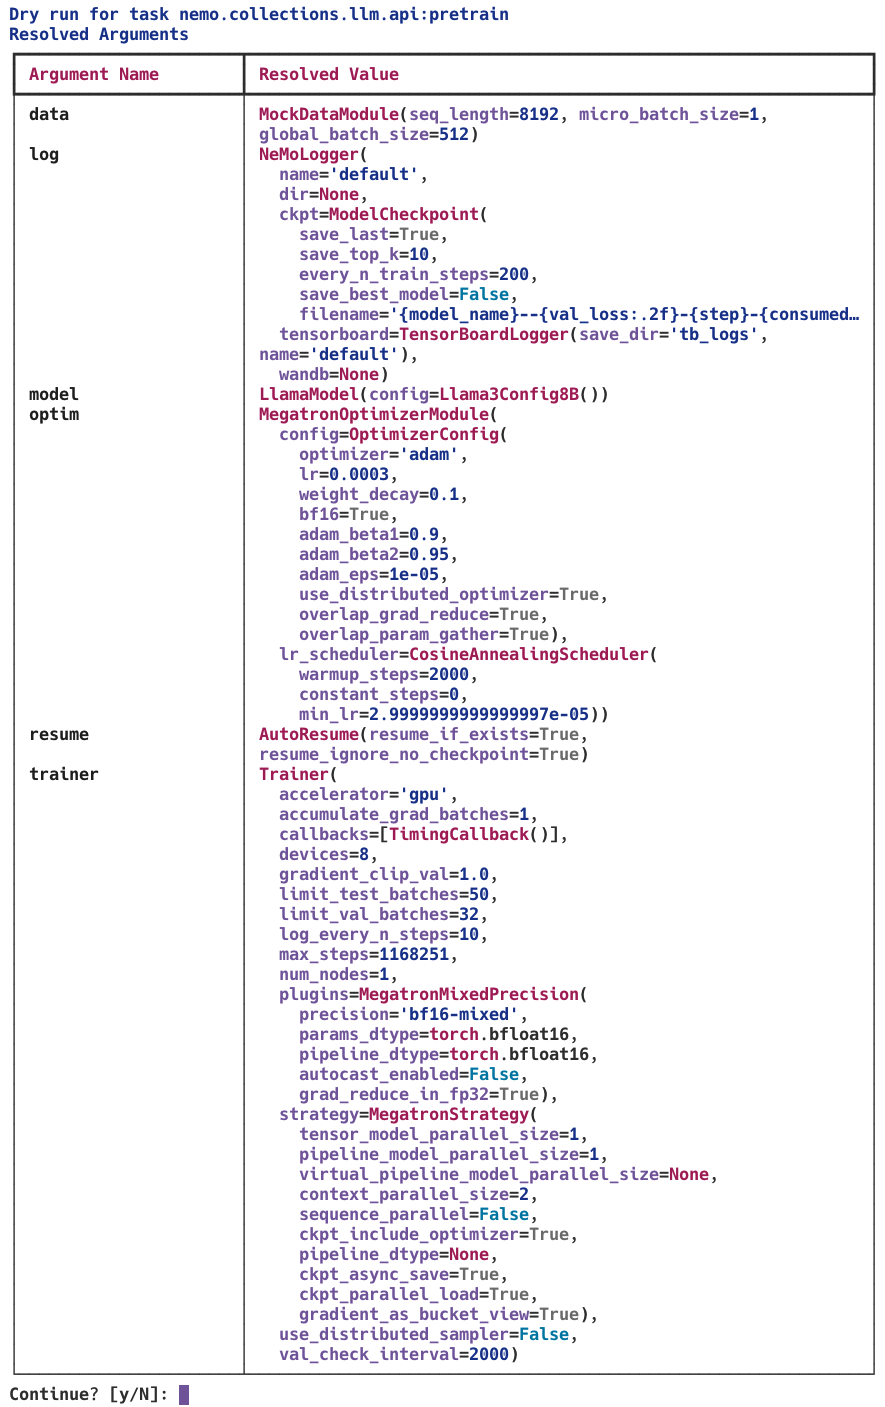 Dry run for task nemo.collections.llm.api:pretrain
Resolved Arguments
Argument Name Resolved Value
data MockDataModule(seq_length=8192, micro_batch_size=1,
global_batch_size=512)
log NeMoLogger(
name='default',
dir=None,
ckpt=ModelCheckpoint(
save_last=True,
save_top_k=10,
every_n_train_steps=200,
save_best_model=False,
filename='{model_name}--{val_loss:.2f}-{step}-{consumed…
tensorboard=TensorBoardLogger(save_dir='tb_logs',
name='default'),
wandb=None)
model LlamaModel(config=Llama3Config8B())
optim MegatronOptimizerModule(
config=OptimizerConfig(
optimizer='adam',
lr=0.0003,
weight_decay=0.1,
bf16=True,
adam_beta1=0.9,
adam_beta2=0.95,
adam_eps=1e-05,
use_distributed_optimizer=True,
overlap_grad_reduce=True,
overlap_param_gather=True),
lr_scheduler=CosineAnnealingScheduler(
warmup_steps=2000,
constant_steps=0,
min_lr=2.9999999999999997e-05))
resume AutoResume(resume_if_exists=True,
resume_ignore_no_checkpoint=True)
trainer Trainer(
accelerator='gpu',
accumulate_grad_batches=1,
callbacks=[TimingCallback()],
devices=8,
gradient_clip_val=1.0,
limit_test_batches=50,
limit_val_batches=32,
log_every_n_steps=10,
max_steps=1168251,
num_nodes=1,
plugins=MegatronMixedPrecision(
precision='bf16-mixed',
params_dtype=torch.bfloat16,
pipeline_dtype=torch.bfloat16,
autocast_enabled=False,
grad_reduce_in_fp32=True),
strategy=MegatronStrategy(
tensor_model_parallel_size=1,
pipeline_model_parallel_size=1,
virtual_pipeline_model_parallel_size=None,
context_parallel_size=2,
sequence_parallel=False,
ckpt_include_optimizer=True,
pipeline_dtype=None,
ckpt_async_save=True,
ckpt_parallel_load=True,
gradient_as_bucket_view=True),
use_distributed_sampler=False,
val_check_interval=2000)
Continue? [y/N]: